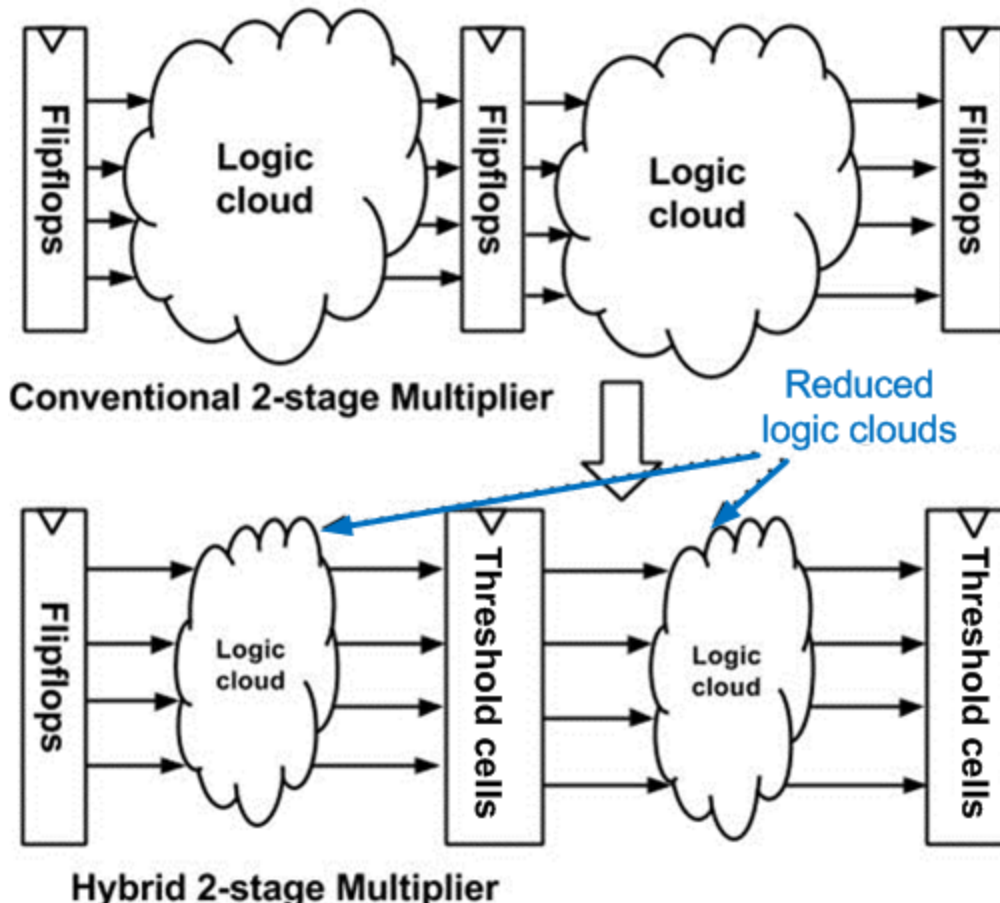 Flipflops
Logic
cloud
Flipflops
Logic
cloud
Flipflops
Conventional 2-stage Multiplier
Reduced
logic clouds
Flipflops
Logic
cloud
Threshold cells
Logic
cloud
Threshold cells
Hybrid 2-stage Multiplier